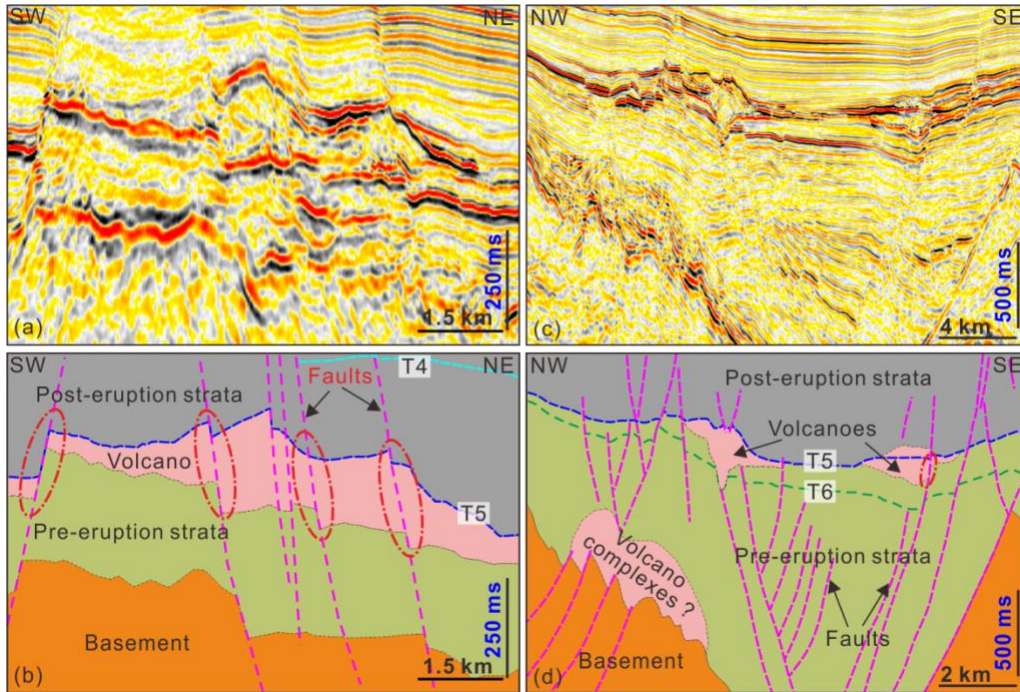 SW NE
250 ms
(a) 1.5 km
NW SE
500 ms
(c) 4 km
SW NE
T4
Faults
Post-eruption strata
Volcano
T5
Pre-eruption strata
Basement
250 ms
(b) 1.5 km
NW SE
Post-eruption strata
Volcanoes
T5
T6
Volcano
complexes ?
Pre-eruption strata
Faults
Basement
500 ms
(d) 2 km